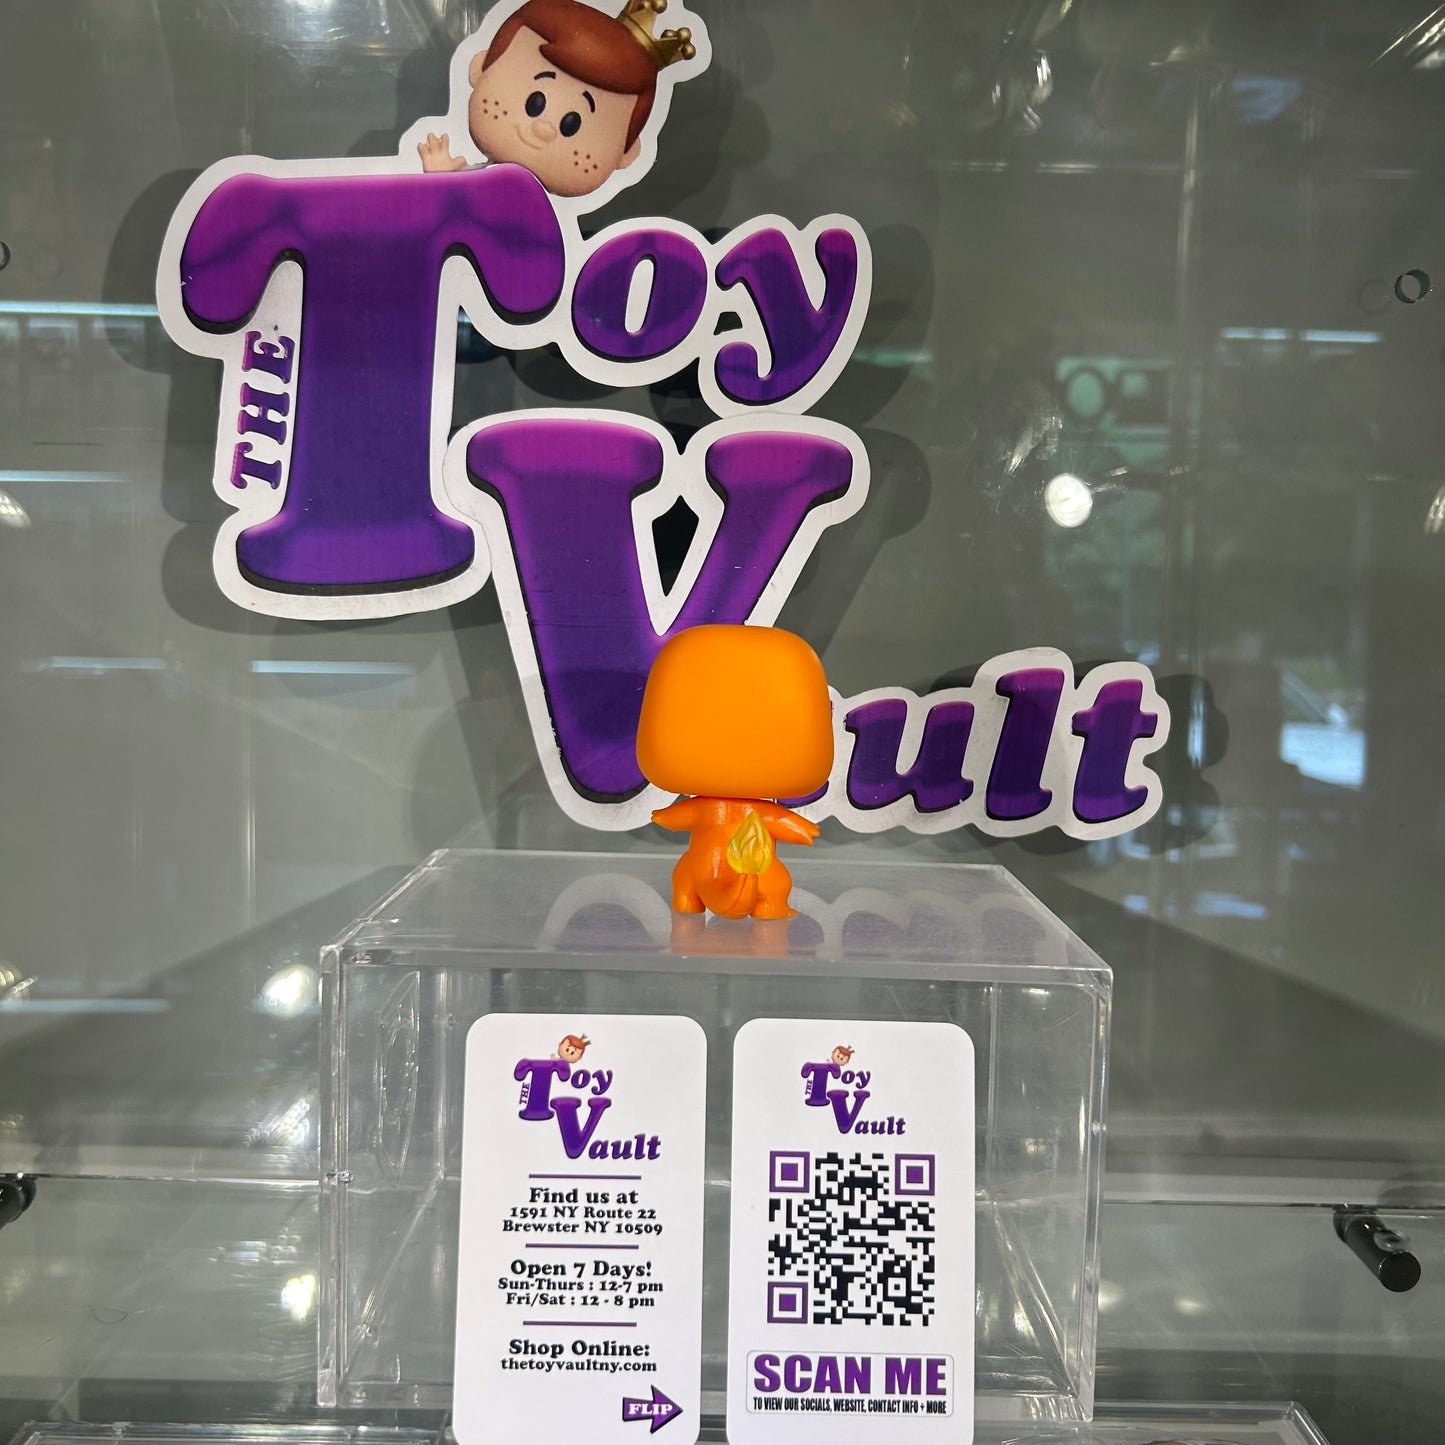 THE Toy
Vault
THE Toy
Vault
Find us at
1591 NY Route 22
Brewster NY 10509
Open 7 Days!
Sun-Thurs : 12-7 pm
Fri/Sat : 12 - 8 pm
Shop Online:
thetoyvaultny.com
FLIP
THE Toy
Vault
SCAN ME
TO VIEW OUR SOCIALS, WEBSITE, CONTACT INFO + MORE